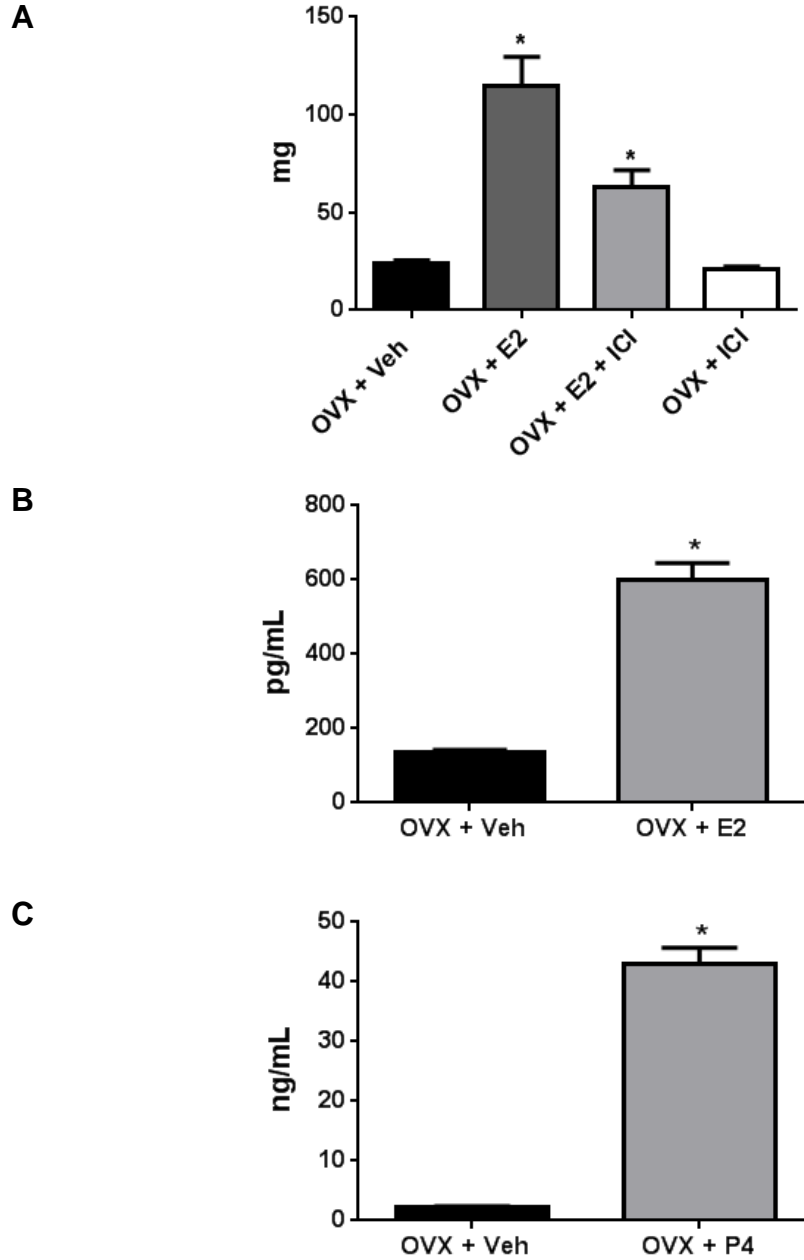 A
150
100
50
0
mg
*
*
OVX + Veh
OVX + E2
OVX + E2 + ICI
OVX + ICI
B
800
600
400
200
0
pg/mL
*
OVX + Veh
OVX + E2
C
50
40
30
20
10
0
ng/mL
*
OVX + Veh
OVX + P4